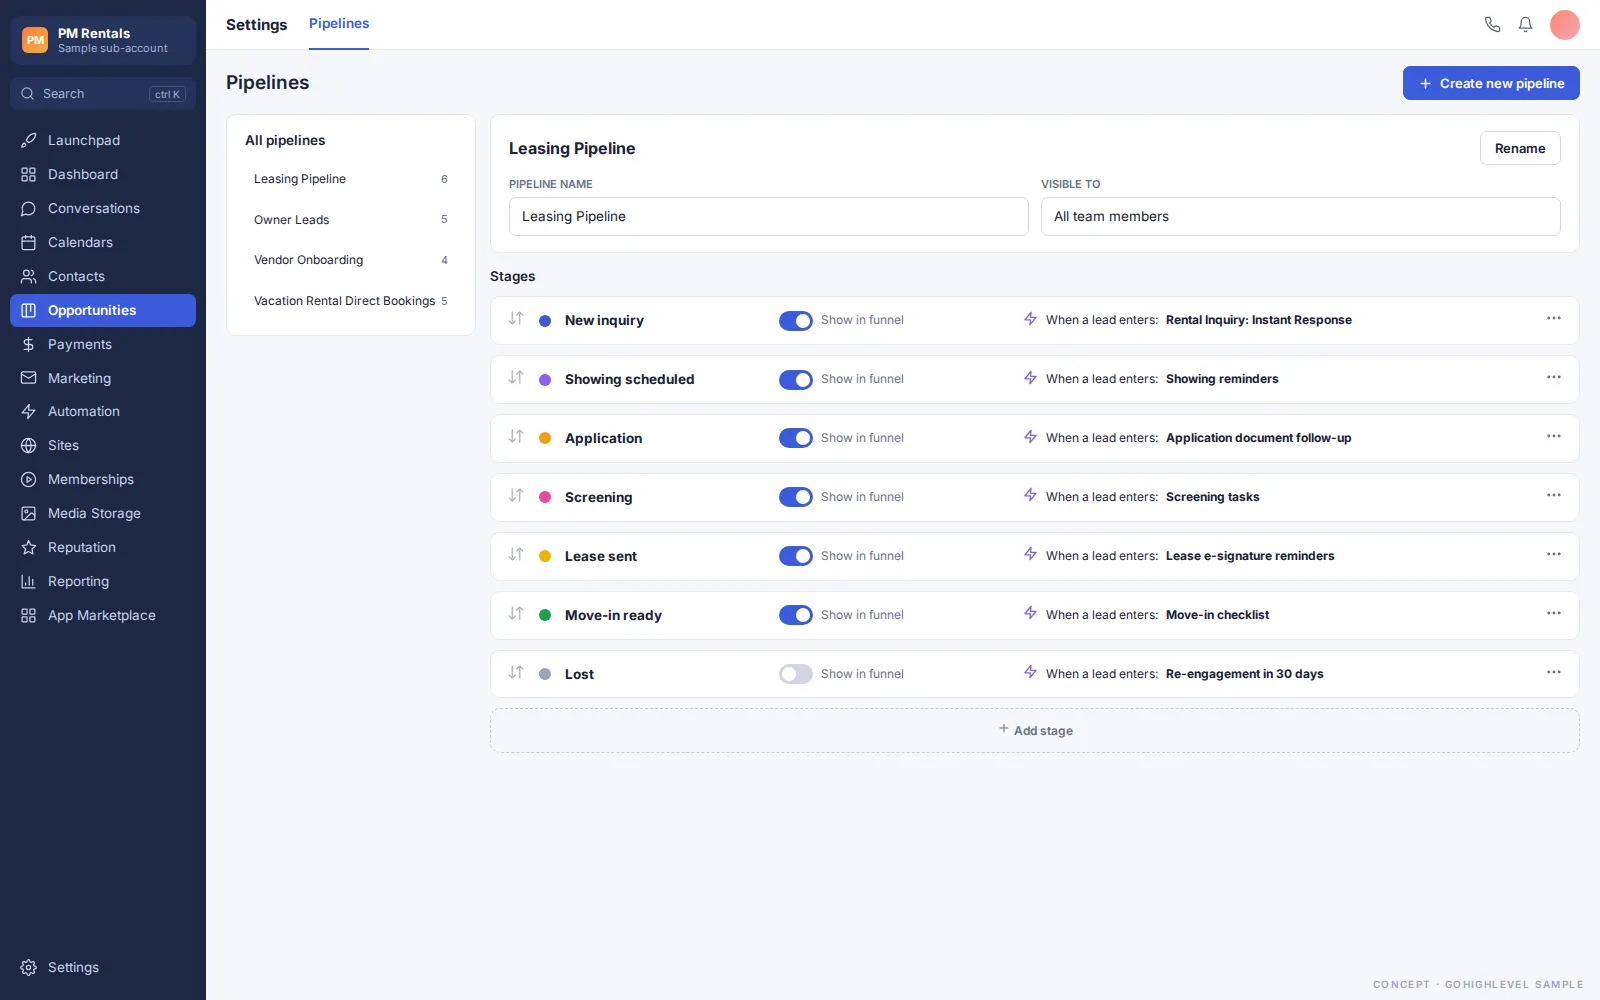 PM
PM Rentals
Sample sub-account
Search
ctrl K
Launchpad
Dashboard
Conversations
Calendars
Contacts
Opportunities
Payments
Marketing
Automation
Sites
Memberships
Media Storage
Reputation
Reporting
App Marketplace
Settings
Settings
Pipelines
Pipelines
Create new pipeline
All pipelines
Leasing Pipeline 6
Owner Leads 5
Vendor Onboarding 4
Vacation Rental Direct Bookings 5
Leasing Pipeline
Rename
PIPELINE NAME
Leasing Pipeline
VISIBLE TO
All team members
Stages
New inquiry Show in funnel When a lead enters: Rental Inquiry: Instant Response
Showing scheduled Show in funnel When a lead enters: Showing reminders
Application Show in funnel When a lead enters: Application document follow-up
Screening Show in funnel When a lead enters: Screening tasks
Lease sent Show in funnel When a lead enters: Lease e-signature reminders
Move-in ready Show in funnel When a lead enters: Move-in checklist
Lost Show in funnel When a lead enters: Re-engagement in 30 days
+ Add stage
CONCEPT · GOHIGHLEVEL SAMPLE